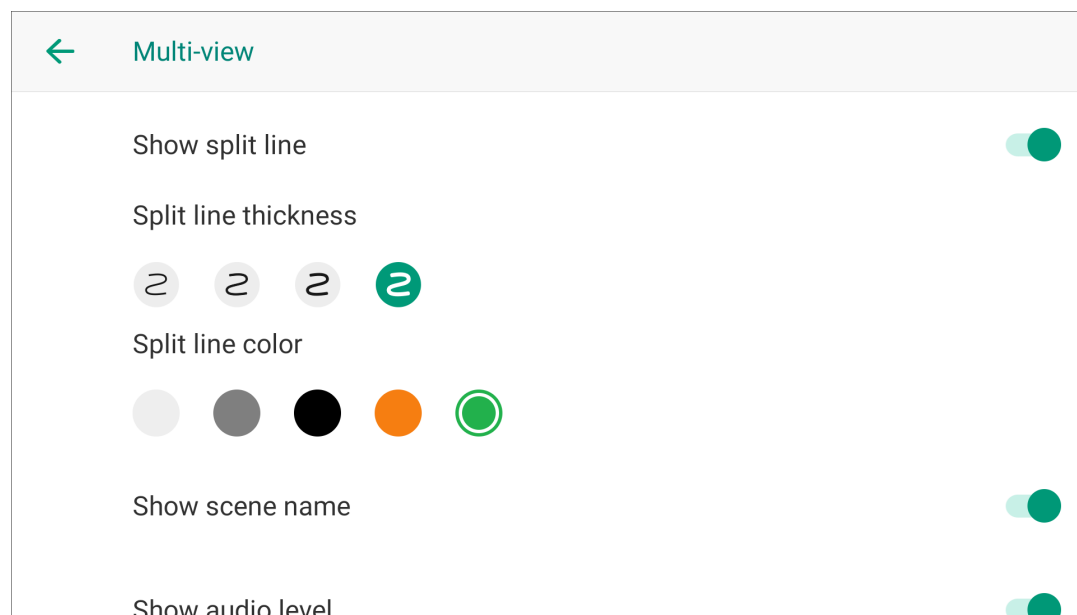 Multi-view
Show split line
Split line thickness
Split line color
Show scene name
Show audio level